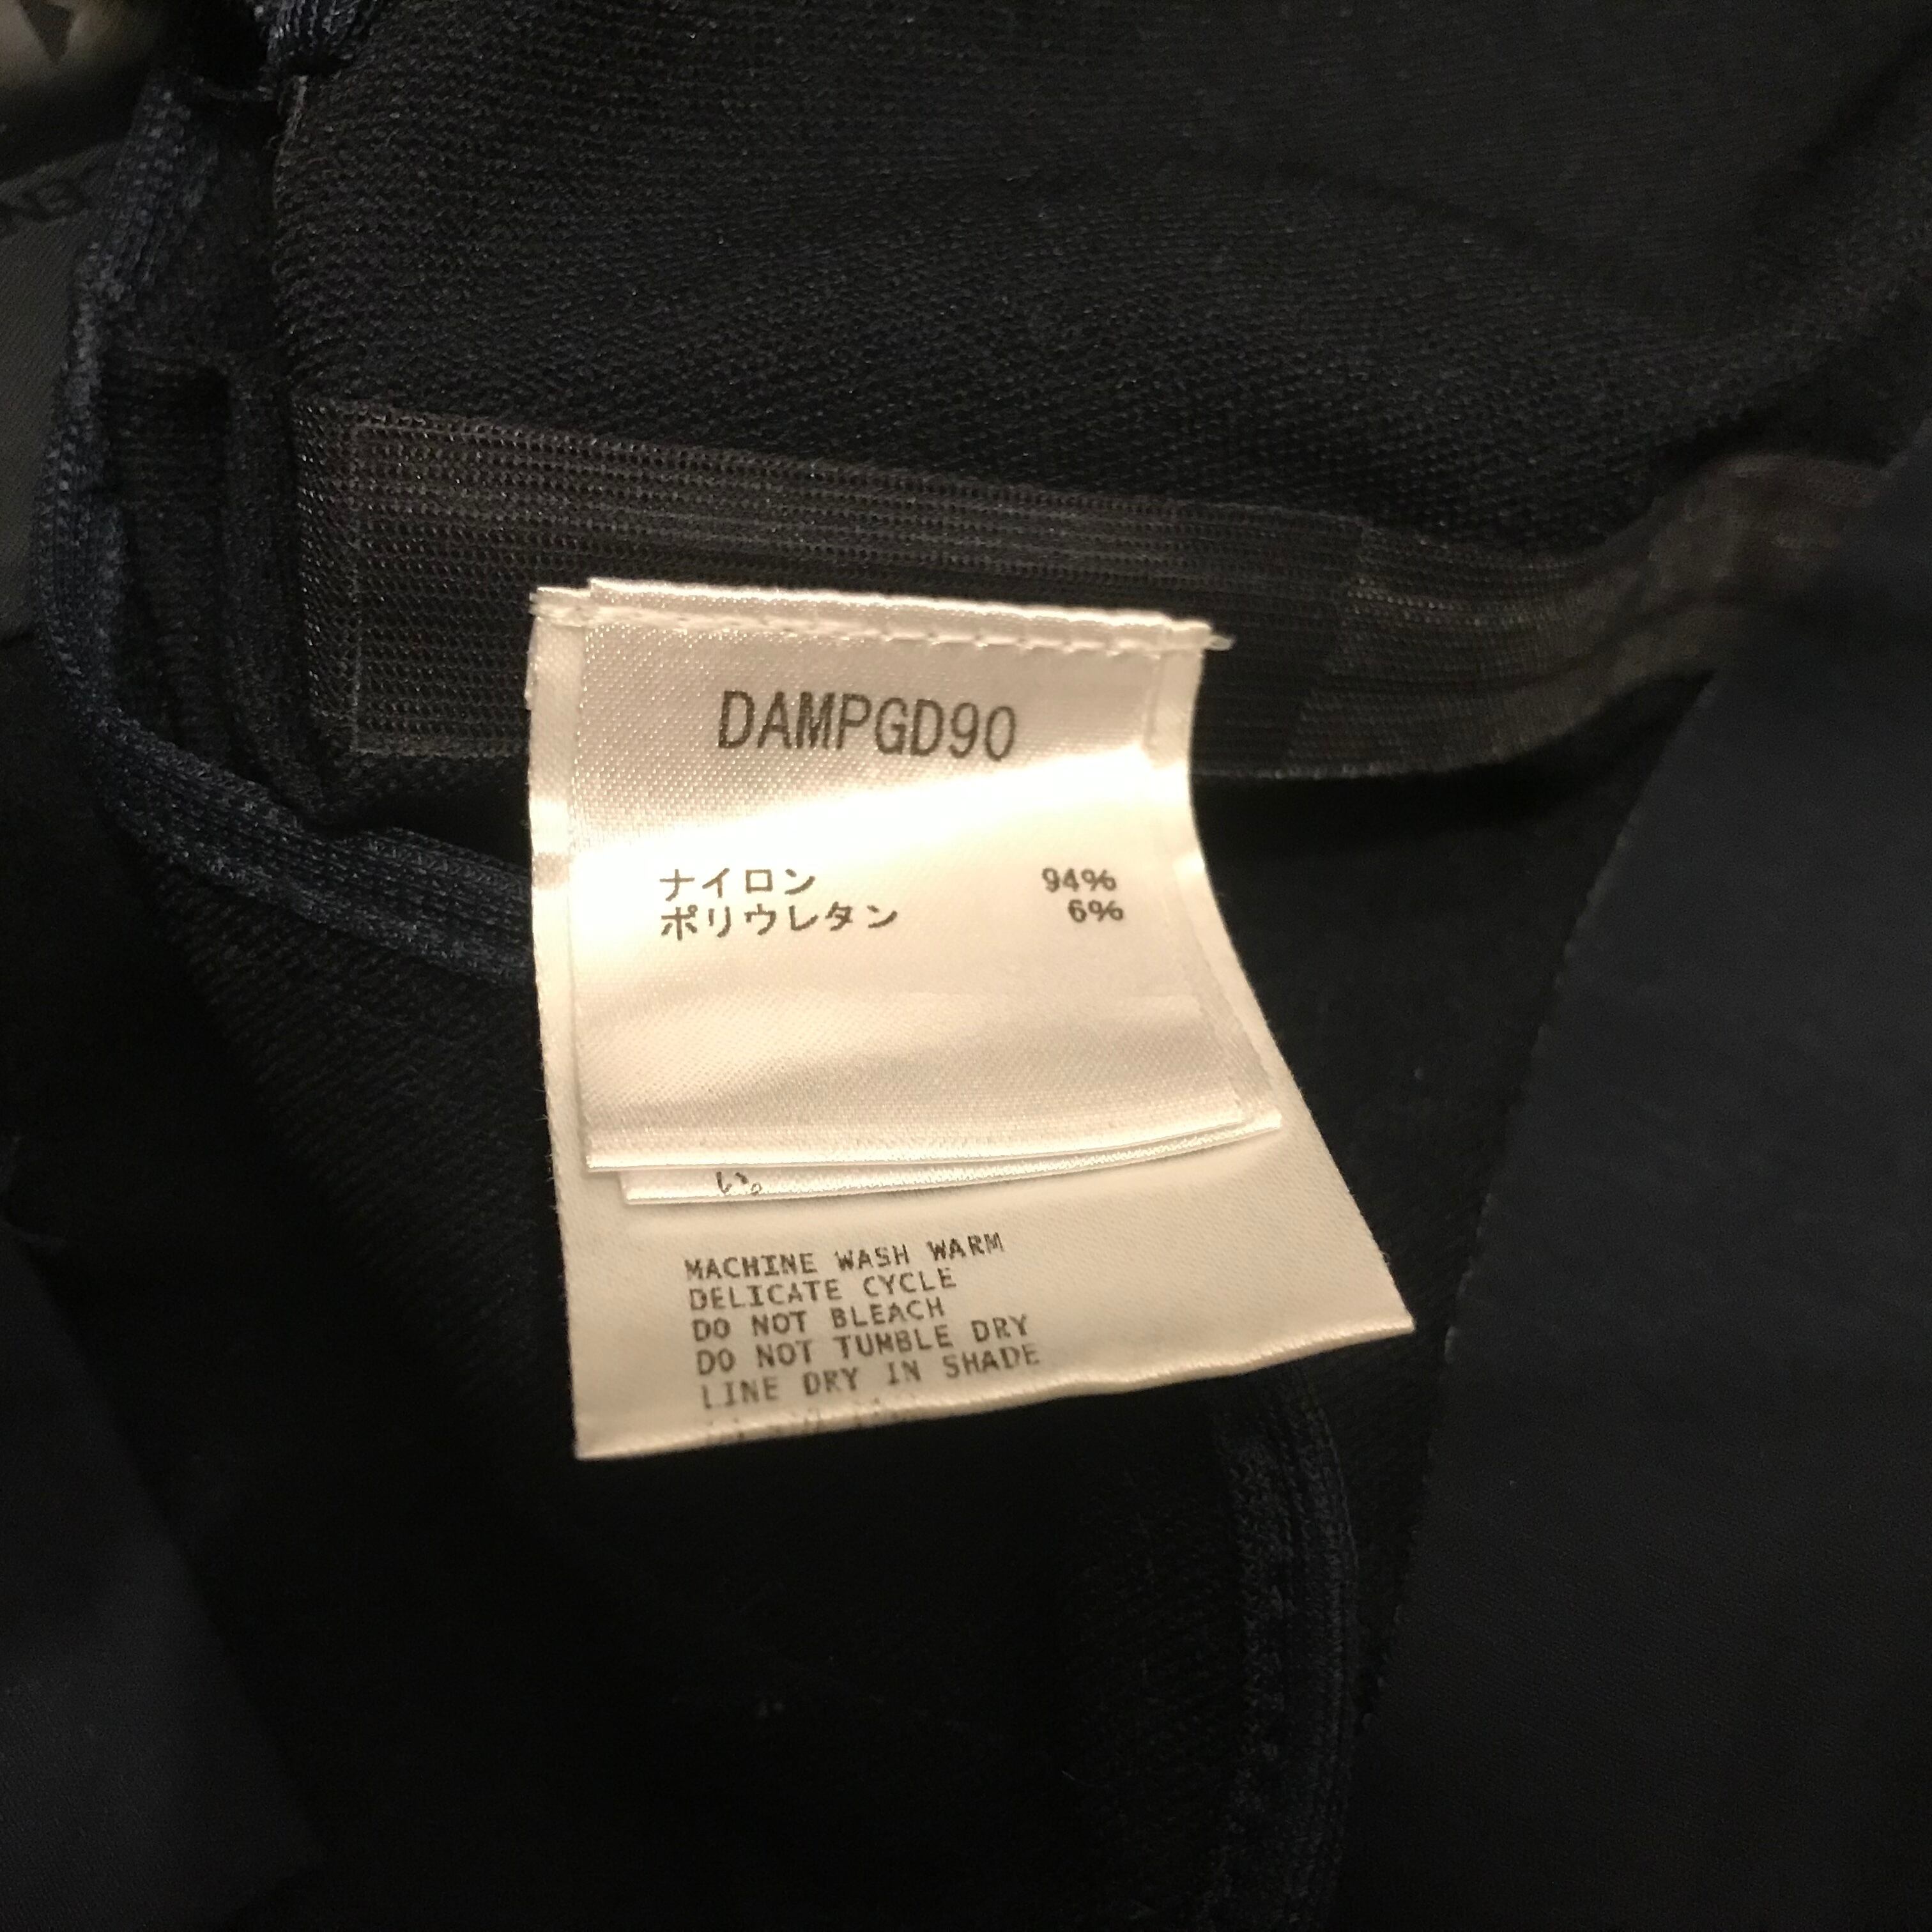 DAMPGD90
ナイロン 94%
ポリウレタン 6%
い。
MACHINE WASH WARM
DELICATE CYCLE
DO NOT BLEACH
DO NOT TUMBLE DRY
LINE DRY IN SHADE